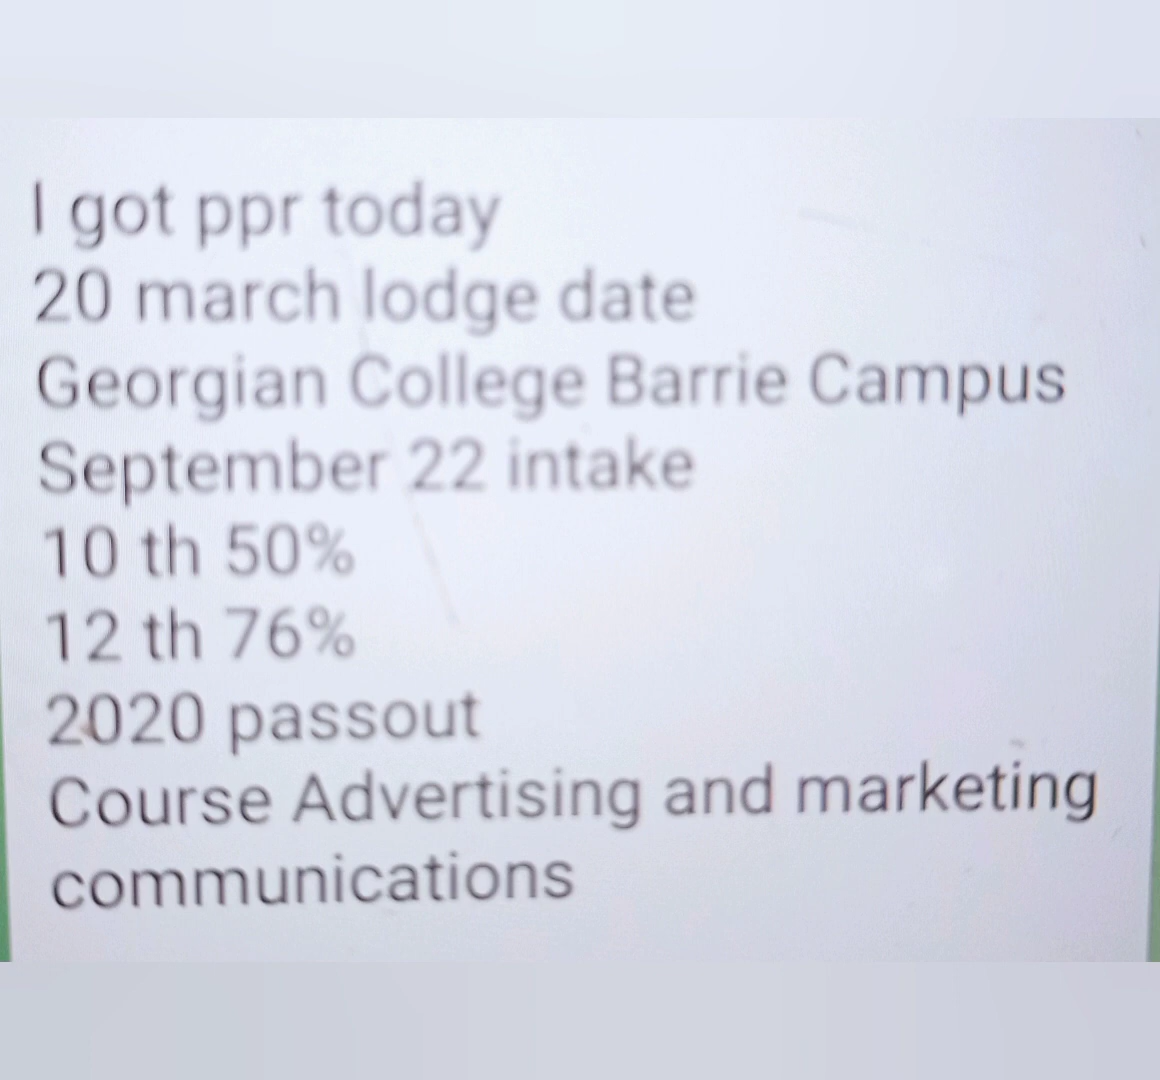 I got ppr today
20 march lodge date
Georgian College Barrie Campus
September 22 intake
10 th 50%
12 th 76%
2020 passout
Course Advertising and marketing
communications